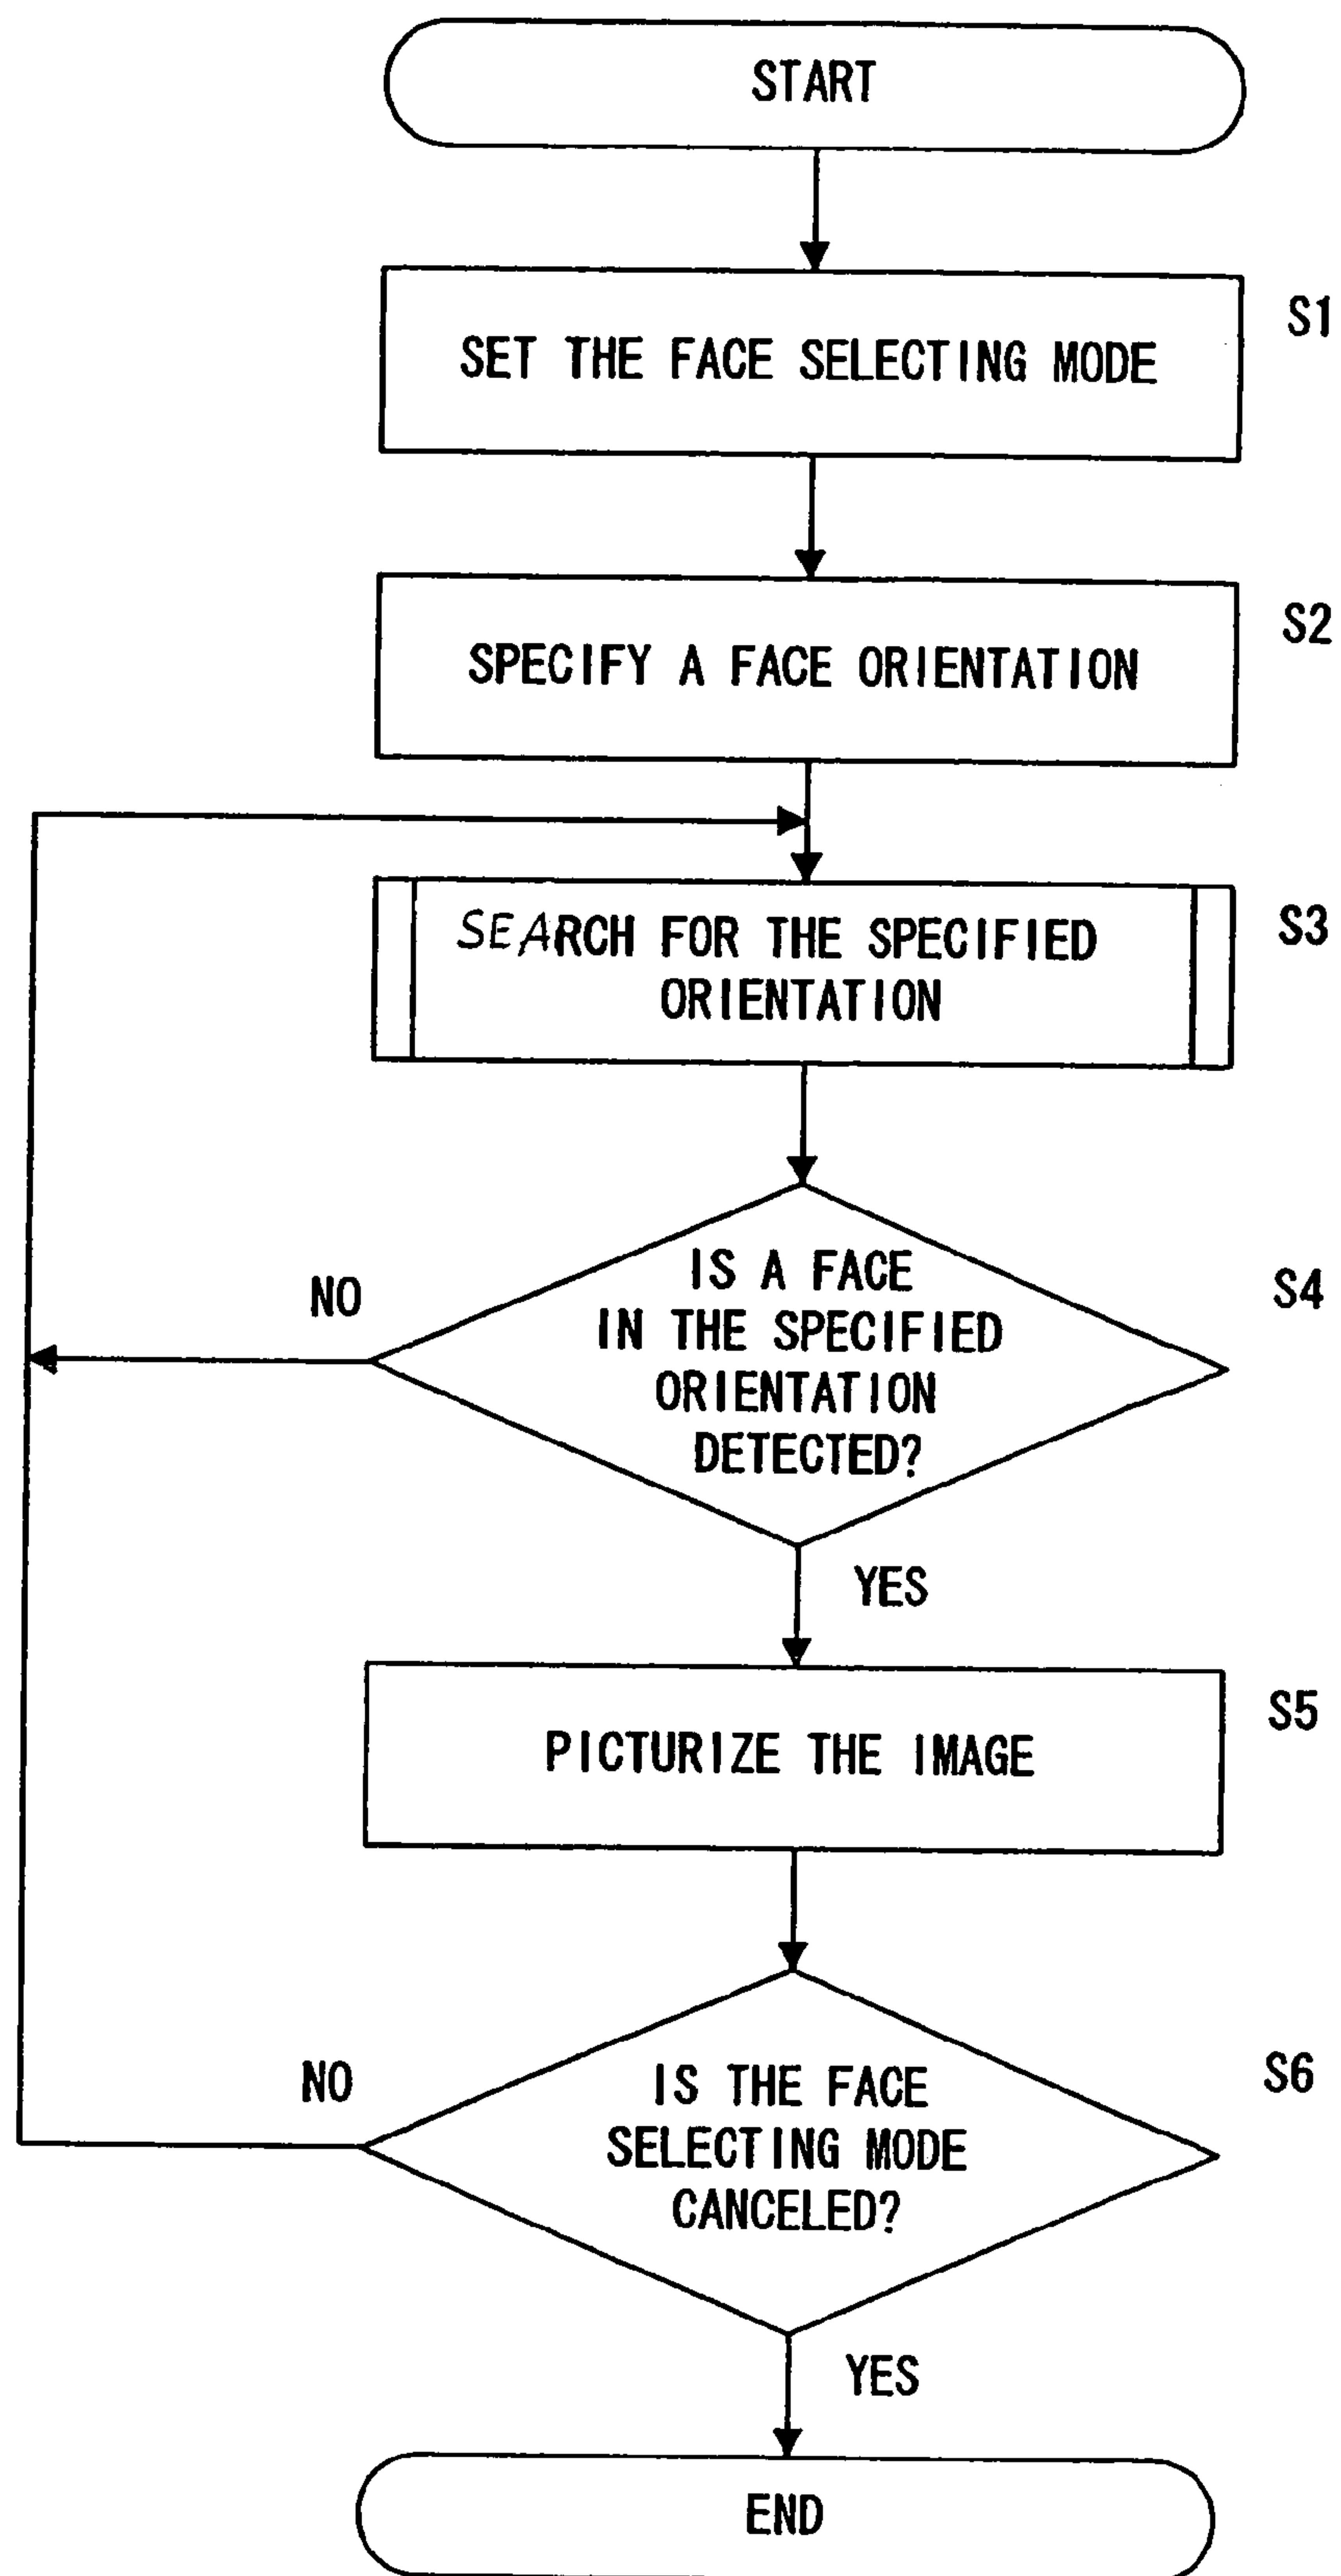 START
SET THE FACE SELECTING MODE
S1
SPECIFY A FACE ORIENTATION
S2
SEARCH FOR THE SPECIFIED
ORIENTATION
S3
IS A FACE
IN THE SPECIFIED
ORIENTATION
DETECTED?
S4
NO
YES
PICTURIZE THE IMAGE
S5
IS THE FACE
SELECTING MODE
CANCELED?
S6
NO
YES
END